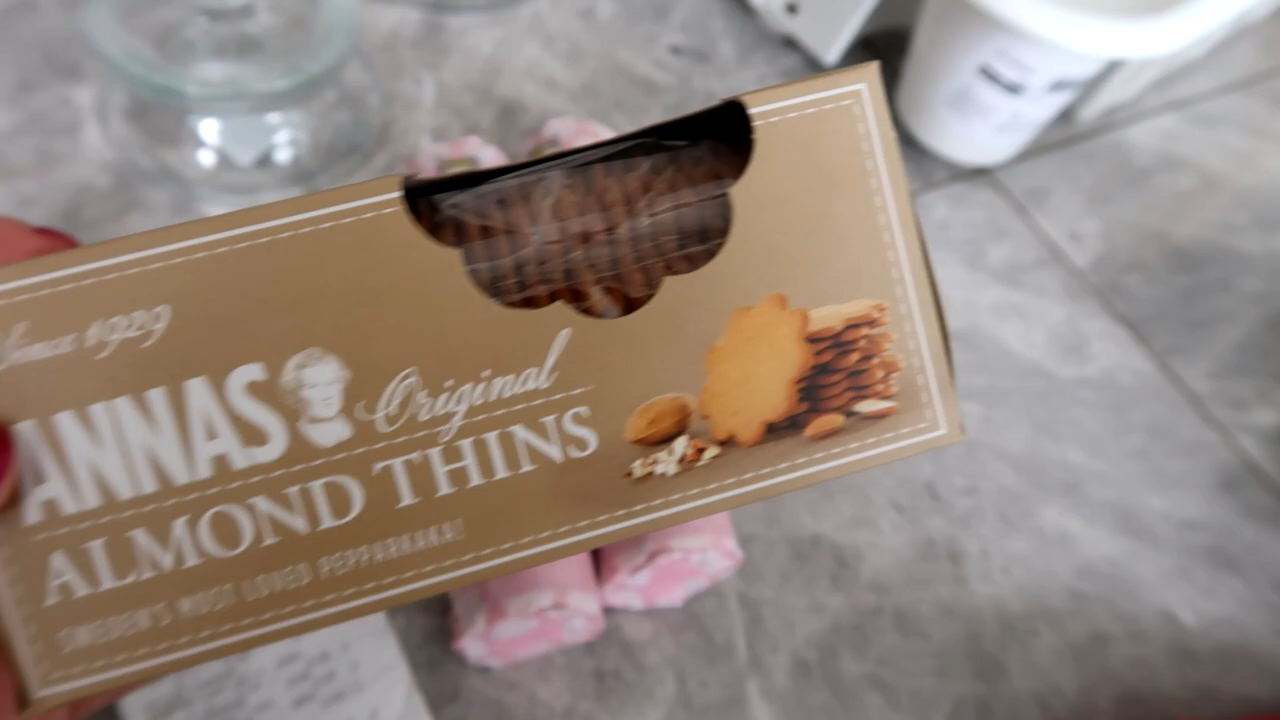 Since 1929
ANNAS Original
ALMOND THINS
SWEDEN'S MOST LOVED PEPPARKAKA!